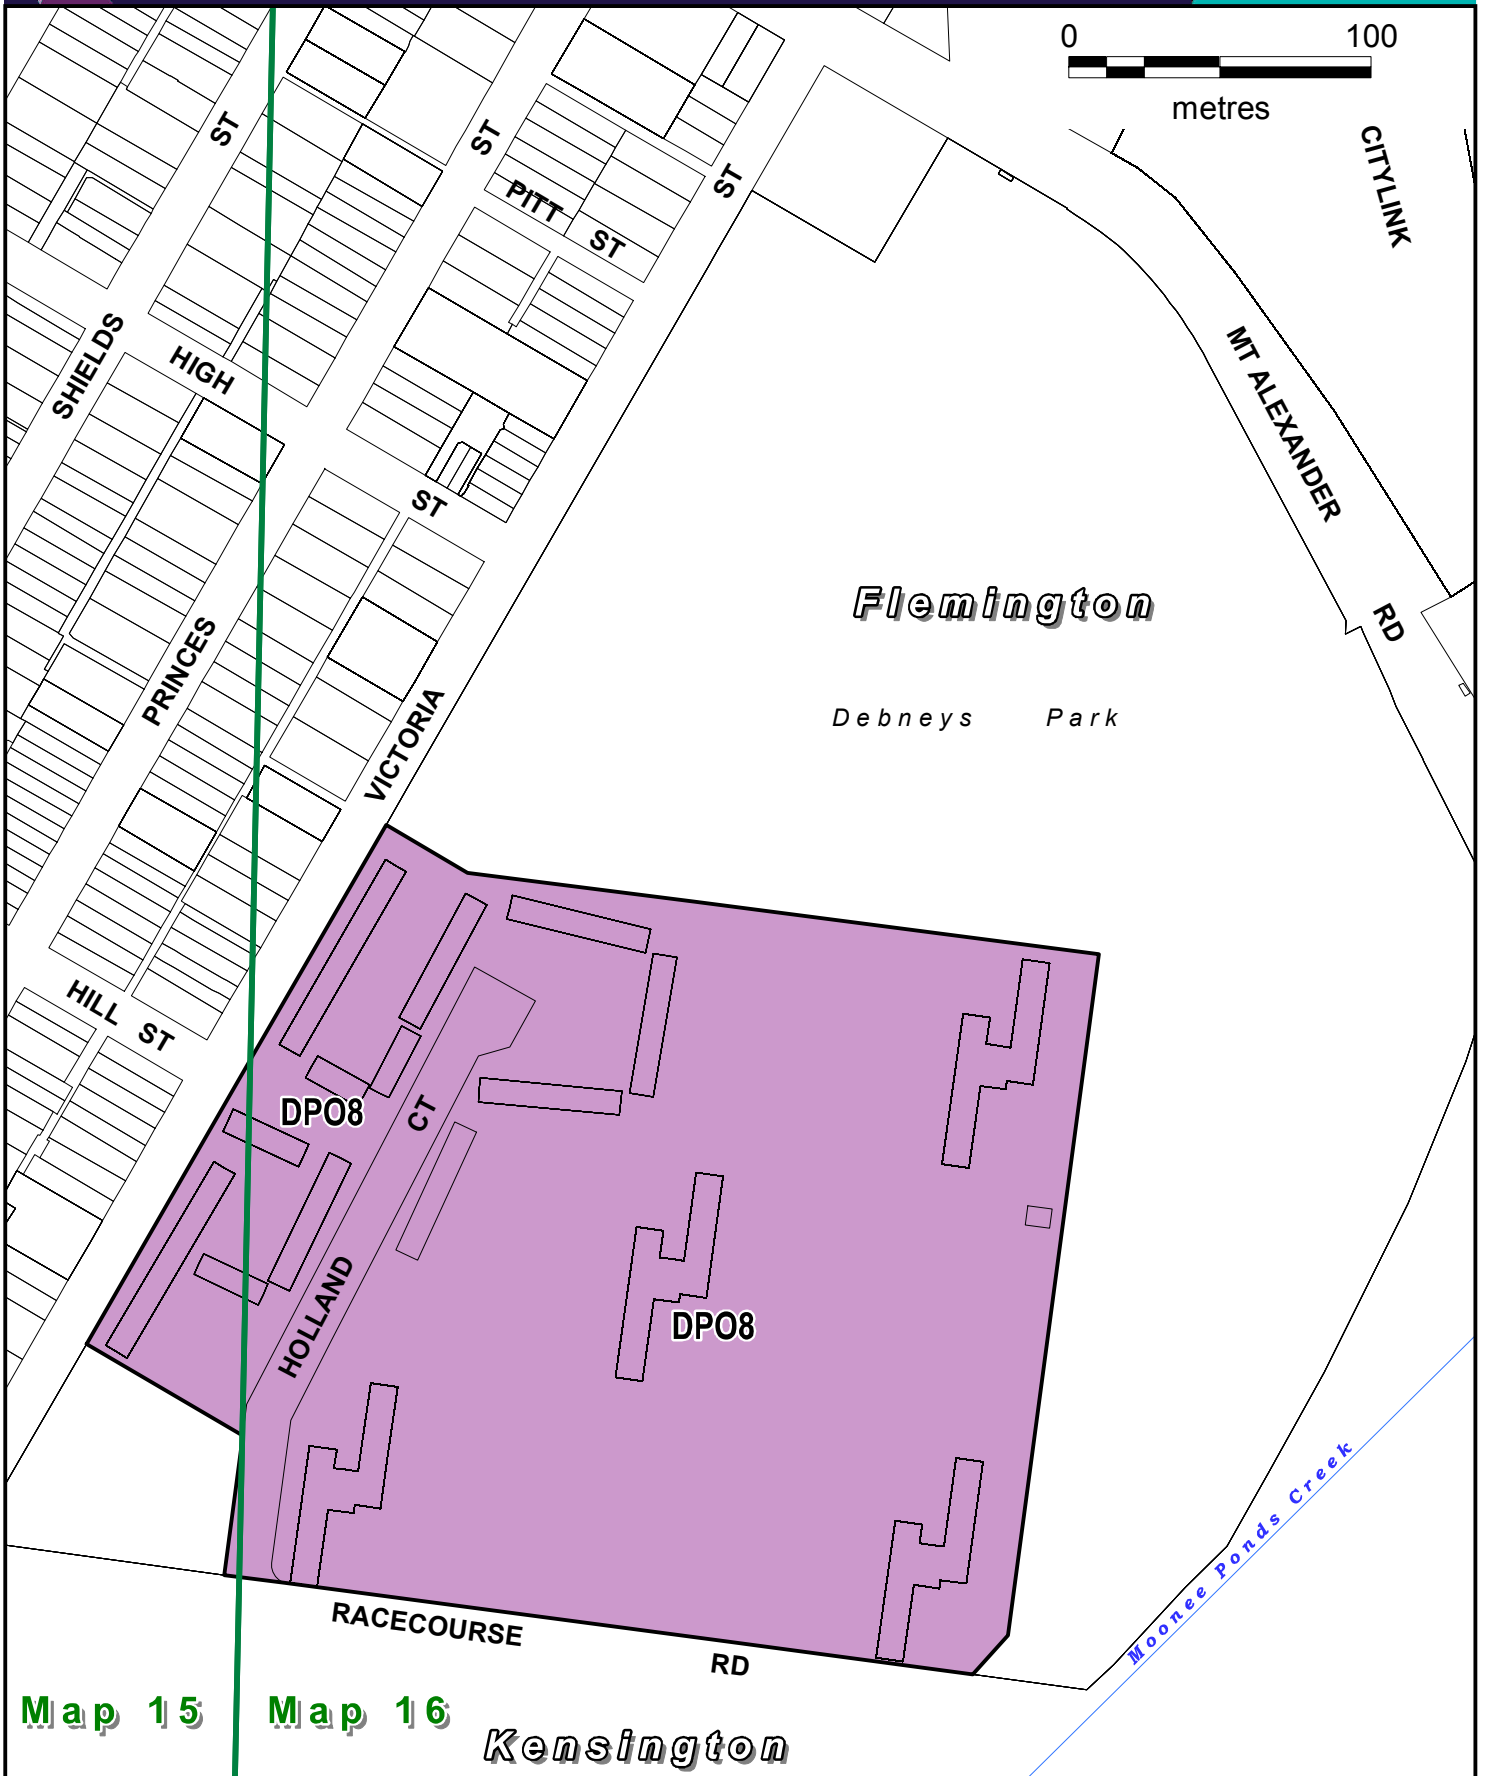 0 100
metres
CITYLINK
ST
ST
ST
PITT ST
SHIELDS
HIGH
ST
MT ALEXANDER
RD
Flemington
Debneys Park
PRINCES
VICTORIA
HILL ST
DPO8
CT
HOLLAND
DPO8
Moonee Ponds Creek
RACECOURSE
RD
Map 15 Map 16
Kensington